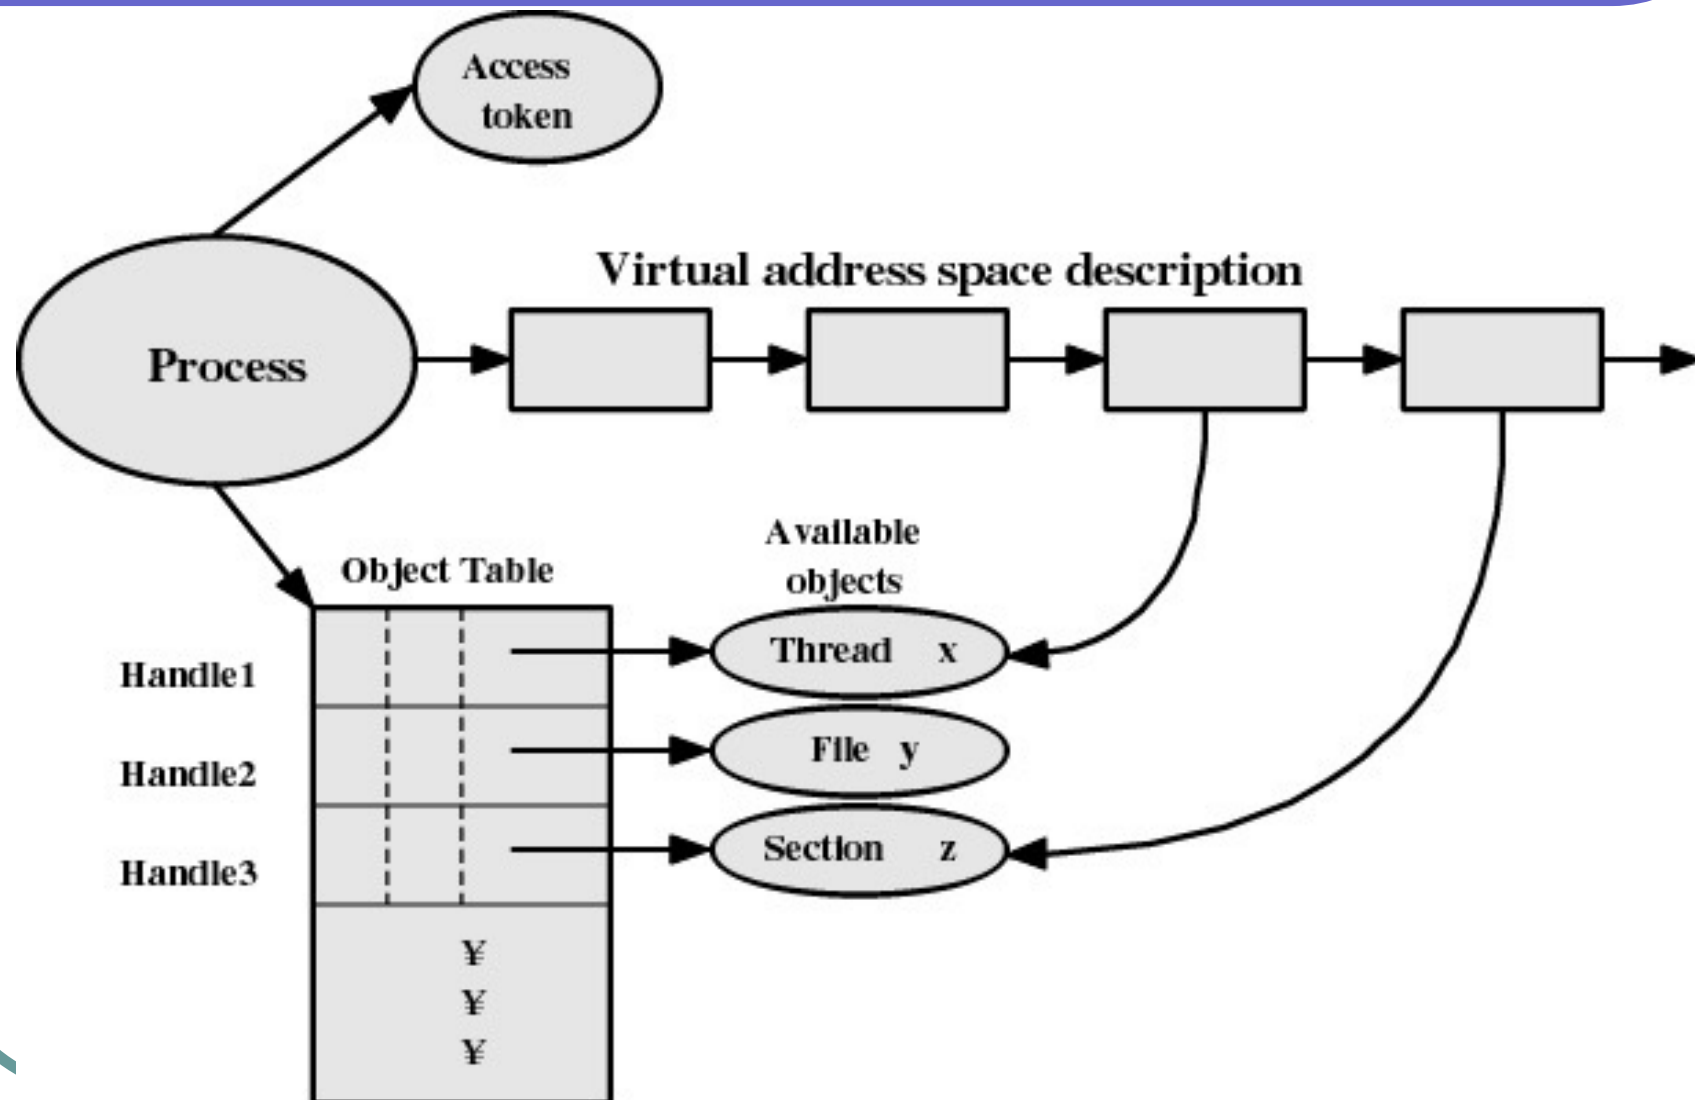 Access
token
Virtual address space description
Process
Available
objects
Object Table
Thread x
Handle1
File y
Handle2
Section z
Handle3
¥
¥
¥